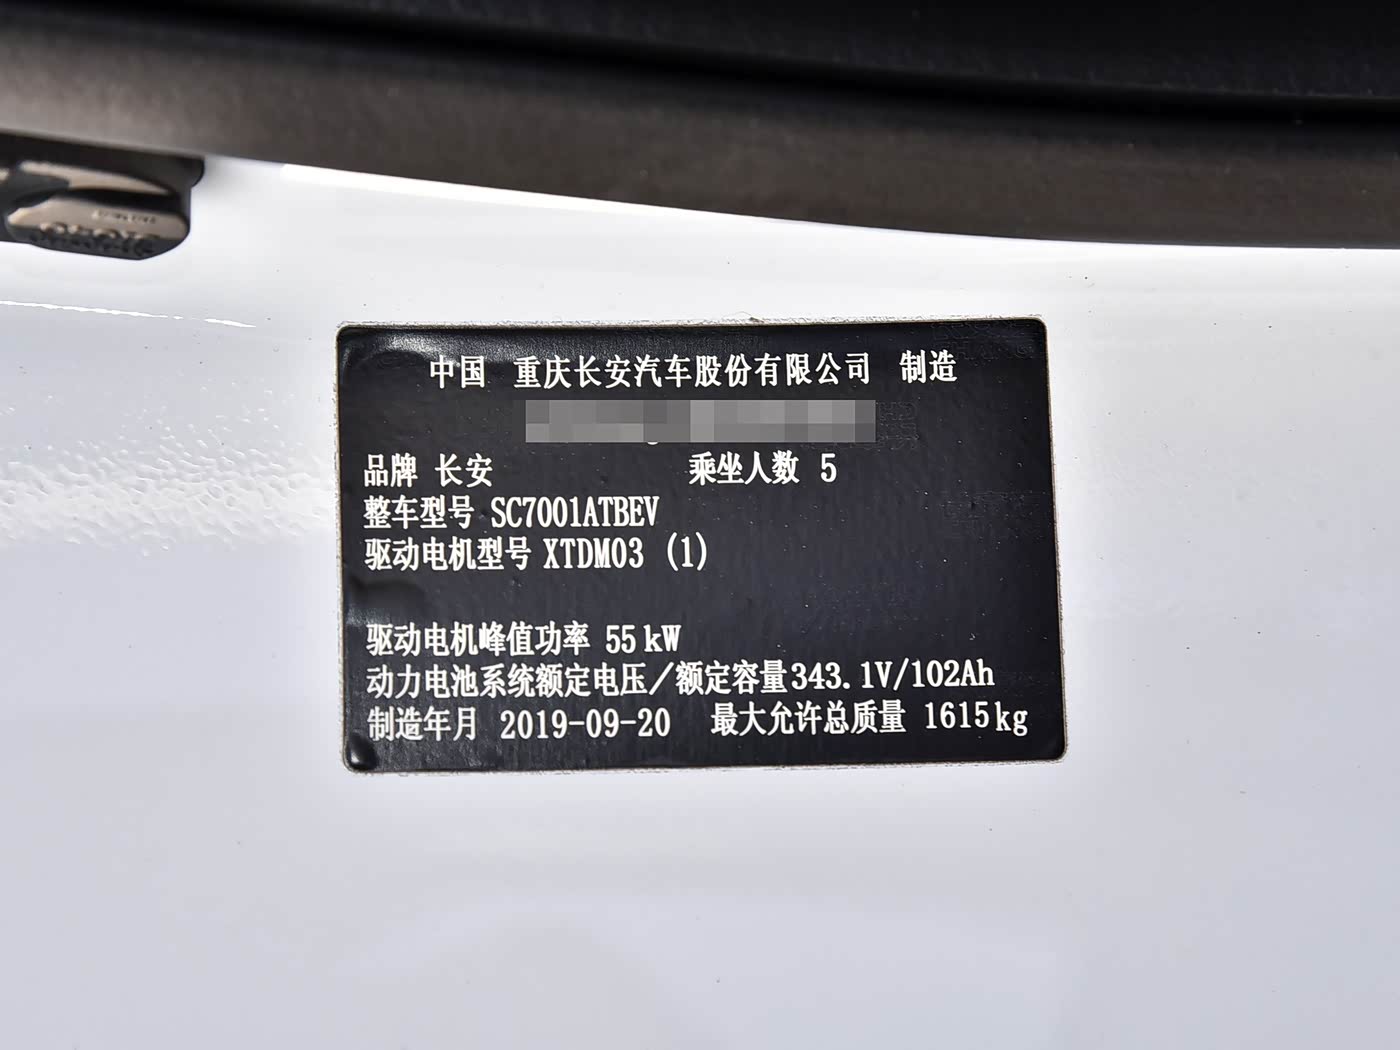 中国 重庆长安汽车股份有限公司 制造
品牌 长安 乘坐人数 5
整车型号 SC7001ATBEV
驱动电机型号 XTDM03 (1)
驱动电机峰值功率 55kW
动力电池系统额定电压/额定容量343.1V/102Ah
制造年月 2019-09-20 最大允许总质量 1615kg